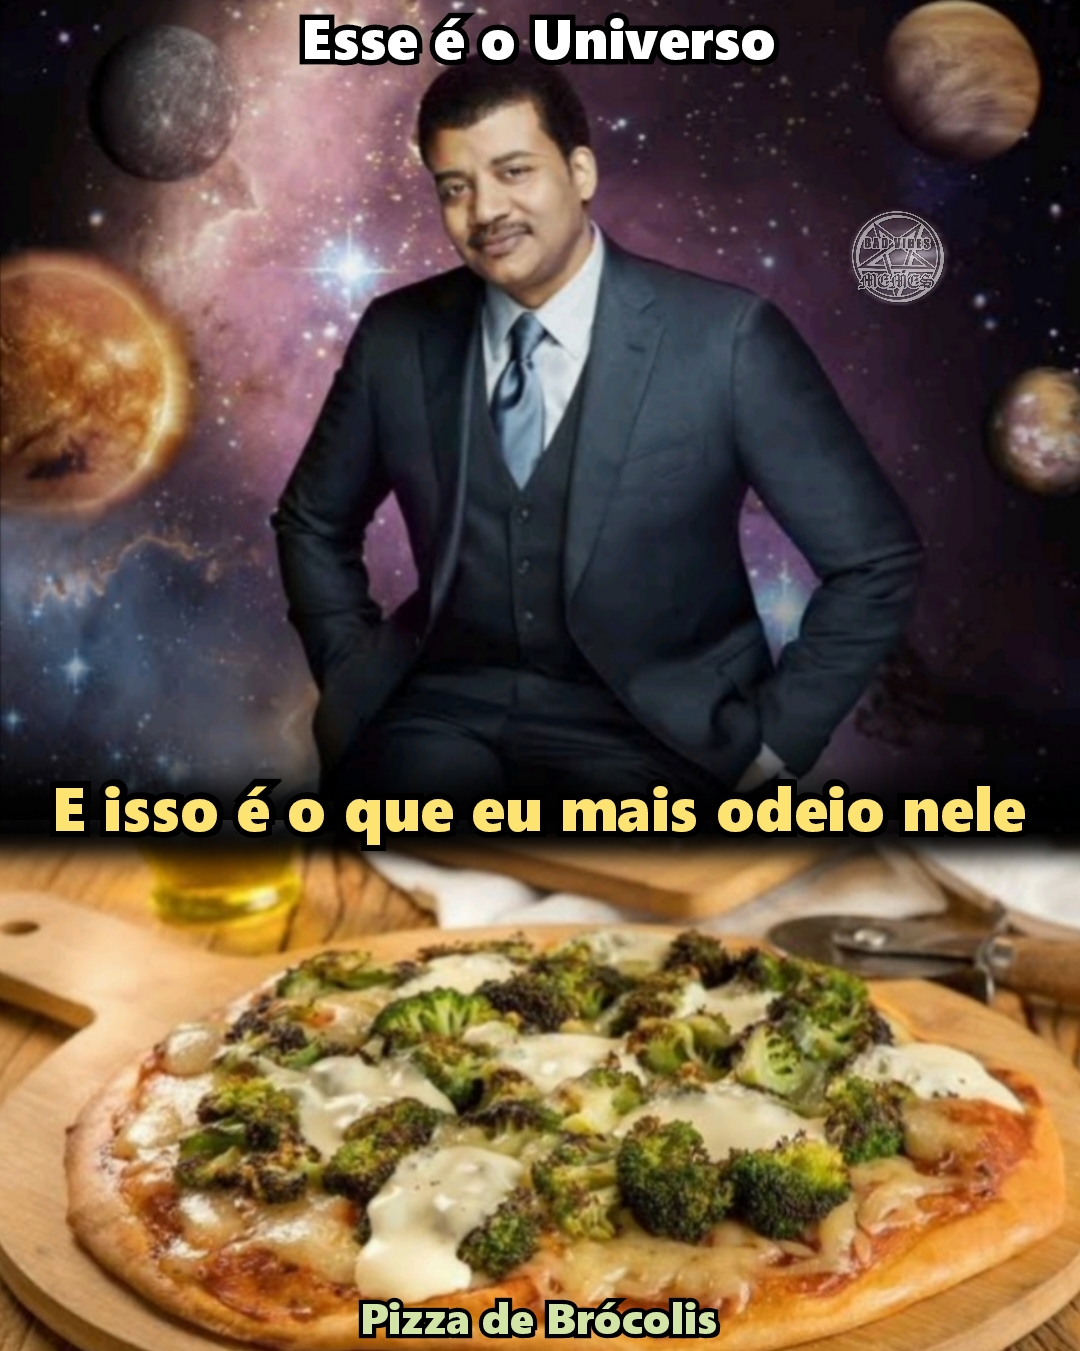 Esse é o Universo
BAD VIBES
MEMES
E isso é o que eu mais odeio nele
Pizza de Brócolis